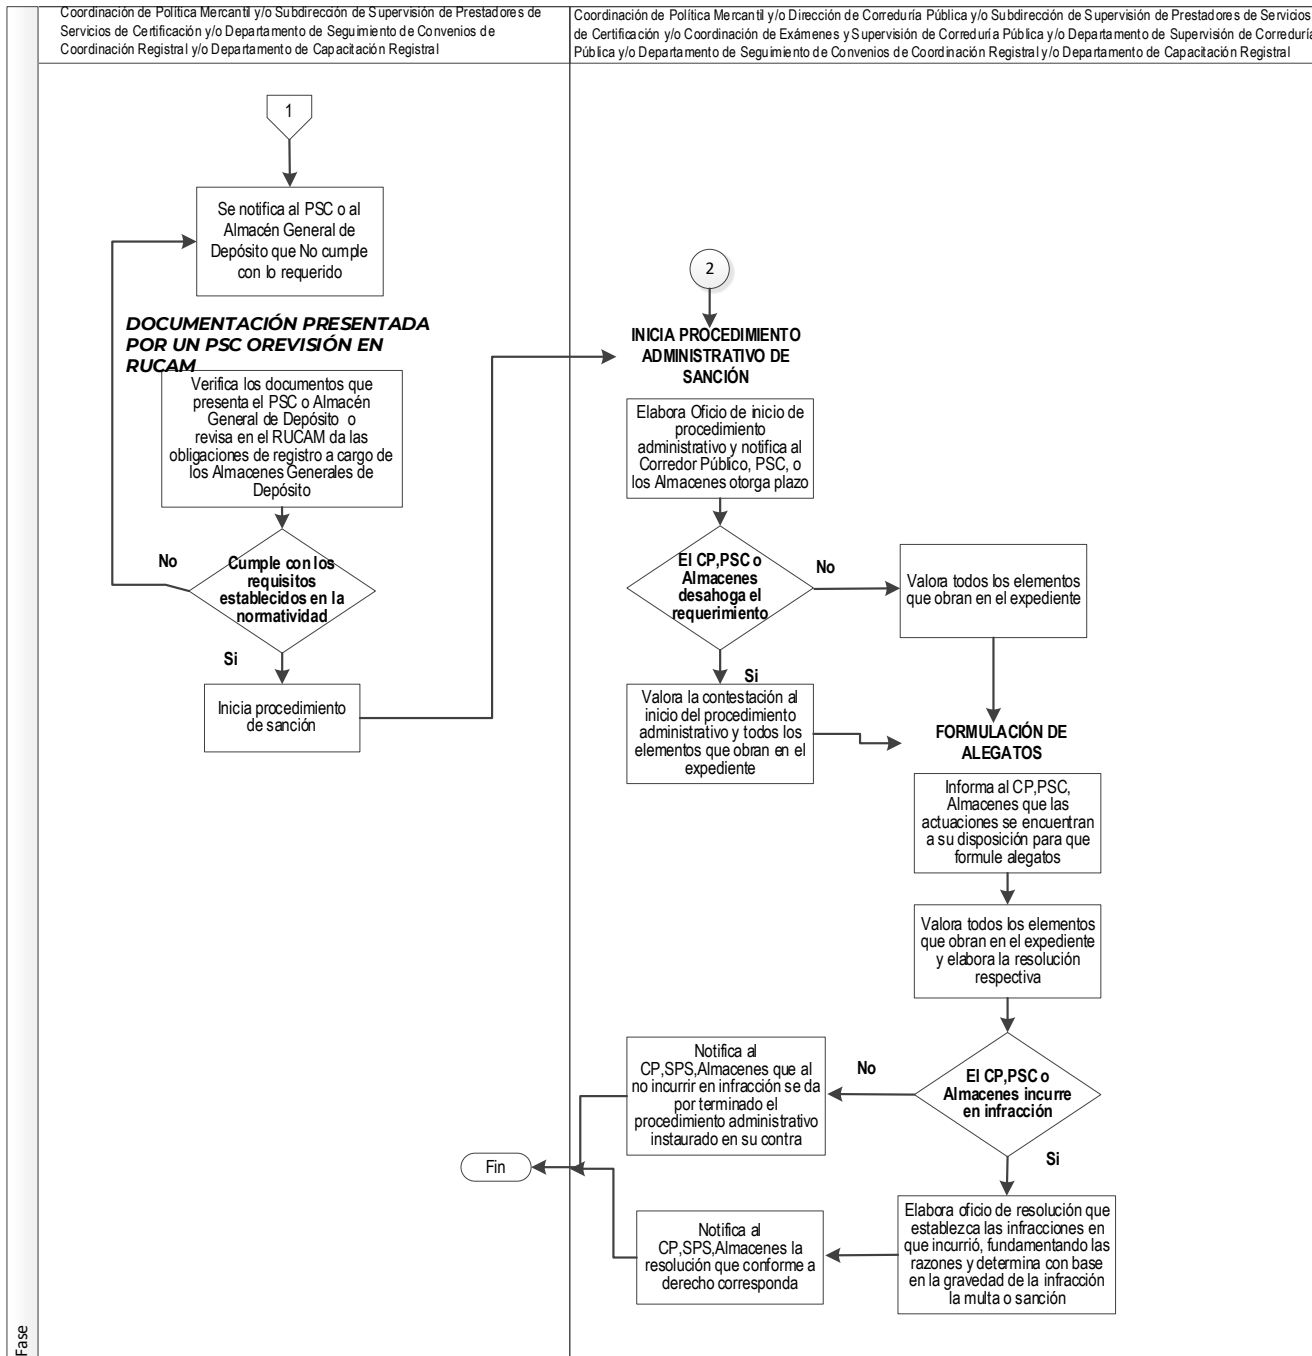 Coordinación de Política Mercantil y/o Subdirección de Supervisión de Prestadores de
Servicios de Certificación y/o Departamento de Seguimiento de Convenios de
Coordinación Registral y/o Departamento de Capacitación Registral
Coordinación de Política Mercantil y/o Dirección de Correduría Pública y/o Subdirección de Supervisión de Prestadores de Servicios
de Certificación y/o Coordinación de Exámenes y Supervisión de Correduría Pública y/o Departamento de Supervisión de Correduría
Pública y/o Departamento de Seguimiento de Convenios de Coordinación Registral y/o Departamento de Capacitación Registral
1
Se notifica al PSC o al
Almacén General de
Depósito que No cumple
con lo requerido
DOCUMENTACIÓN PRESENTADA
POR UN PSC OREVISIÓN EN
RUCAM
Verifica los documentos que
presenta el PSC o Almacén
General de Depósito o
revisa en el RUCAM da las
obligaciones de registro a cargo de
los Almacenes Generales de
Depósito
No
Cumple con los
requisitos
establecidos en la
normatividad
Si
Inicia procedimiento
de sanción
2
INICIA PROCEDIMIENTO
ADMINISTRATIVO DE
SANCIÓN
Elabora Oficio de inicio de
procedimiento
administrativo y notifica al
Corredor Público, PSC, o
los Almacenes otorga plazo
El CP,PSC o
Almacenes
desahoga el
requerimiento
No
Valora todos los elementos
que obran en el expediente
Si
Valora la contestación al
inicio del procedimiento
administrativo y todos los
elementos que obran en el
expediente
FORMULACIÓN DE
ALEGATOS
Informa al CP,PSC,
Almacenes que las
actuaciones se encuentran
a su disposición para que
formule alegatos
Valora todos los elementos
que obran en el expediente
y elabora la resolución
respectiva
El CP,PSC o
Almacenes incurre
en infracción
No
Notifica al
CP,SPS,Almacenes que al
no incurrir en infracción se da
por terminado el
procedimiento administrativo
instaurado en su contra
Si
Fin
Elabora oficio de resolución que
establezca las infracciones en
que incurrió, fundamentando las
razones y determina con base
en la gravedad de la infracción
la multa o sanción
Notifica al
CP,SPS,Almacenes la
resolución que conforme a
derecho corresponda
Fase